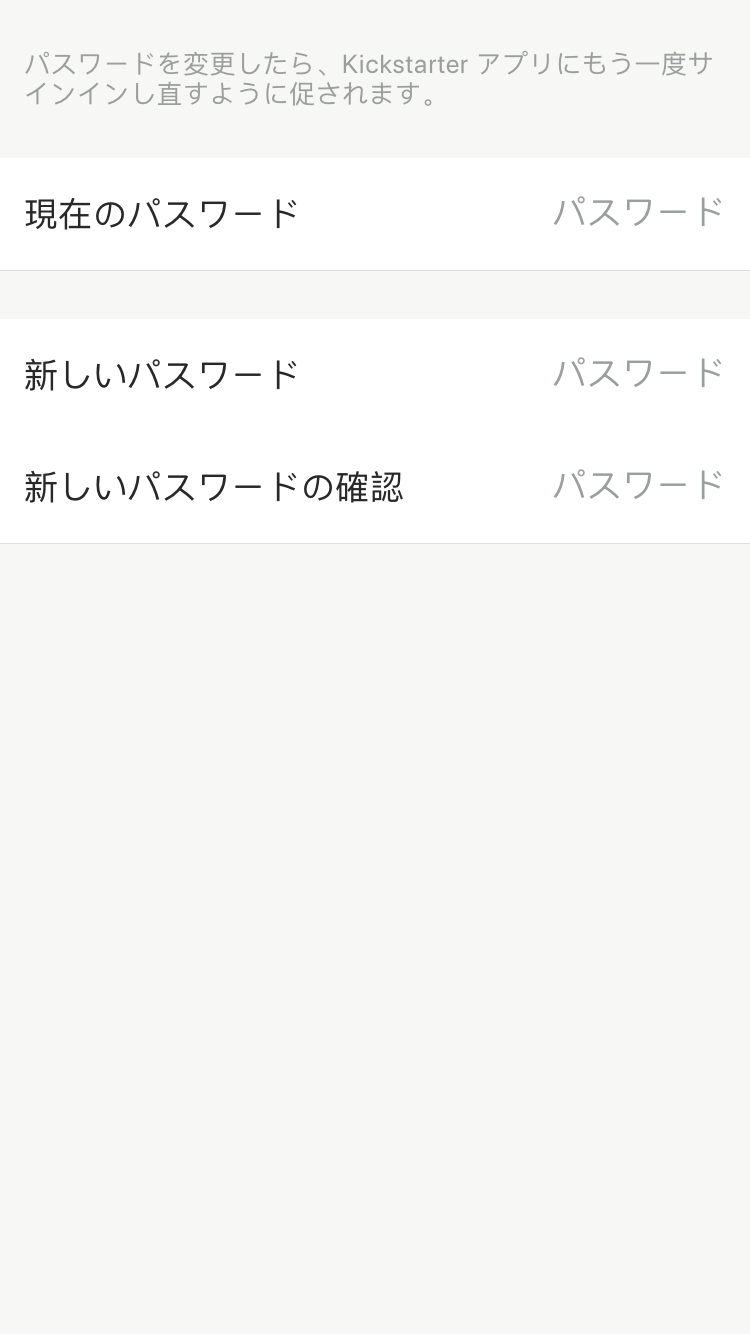 パスワードを変更したら、Kickstarter アプリにもう一度サ
インインし直すように促されます。
現在のパスワード パスワード
新しいパスワード パスワード
新しいパスワードの確認 パスワード